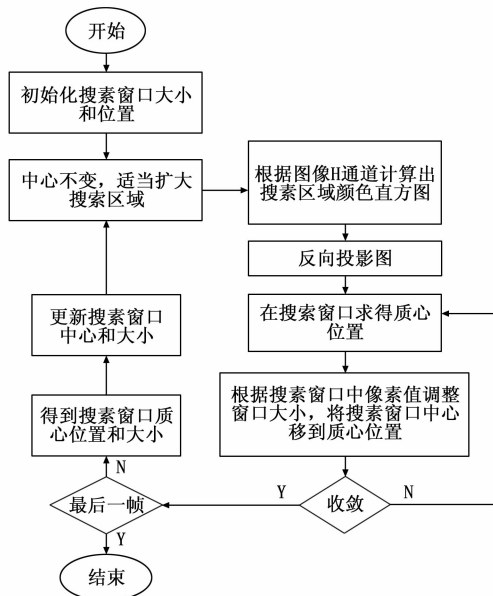 开始
初始化搜素窗口大小
和位置
中心不变，适当扩大
搜索区域
根据图像H通道计算出
搜素区域颜色直方图
反向投影图
在搜索窗口求得质心
位置
根据搜素窗口中像素值调整
窗口大小，将搜素窗口中心
移到质心位置
收敛
Y
N
最后一帧
N
Y
得到搜素窗口质
心位置和大小
更新搜素窗口
中心和大小
结束